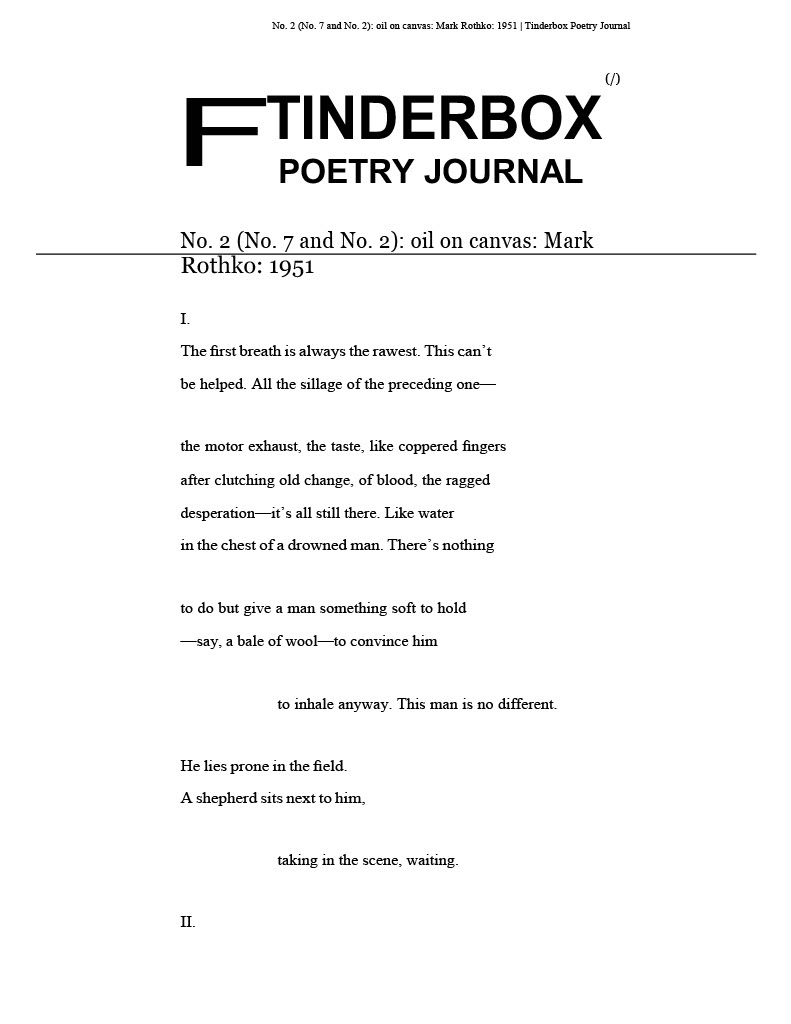 No. 2 (No. 7 and No. 2): oil on canvas: Mark Rothko: 1951 | Tinderbox Poetry Journal
(/)
F TINDERBOX
POETRY JOURNAL
No. 2 (No. 7 and No. 2): oil on canvas: Mark
Rothko: 1951
I.
The first breath is always the rawest. This can’t
be helped. All the sillage of the preceding one—
the motor exhaust, the taste, like coppered fingers
after clutching old change, of blood, the ragged
desperation—it’s all still there. Like water
in the chest of a drowned man. There’s nothing
to do but give a man something soft to hold
—say, a bale of wool—to convince him
to inhale anyway. This man is no different.
He lies prone in the field.
A shepherd sits next to him,
taking in the scene, waiting.
II.